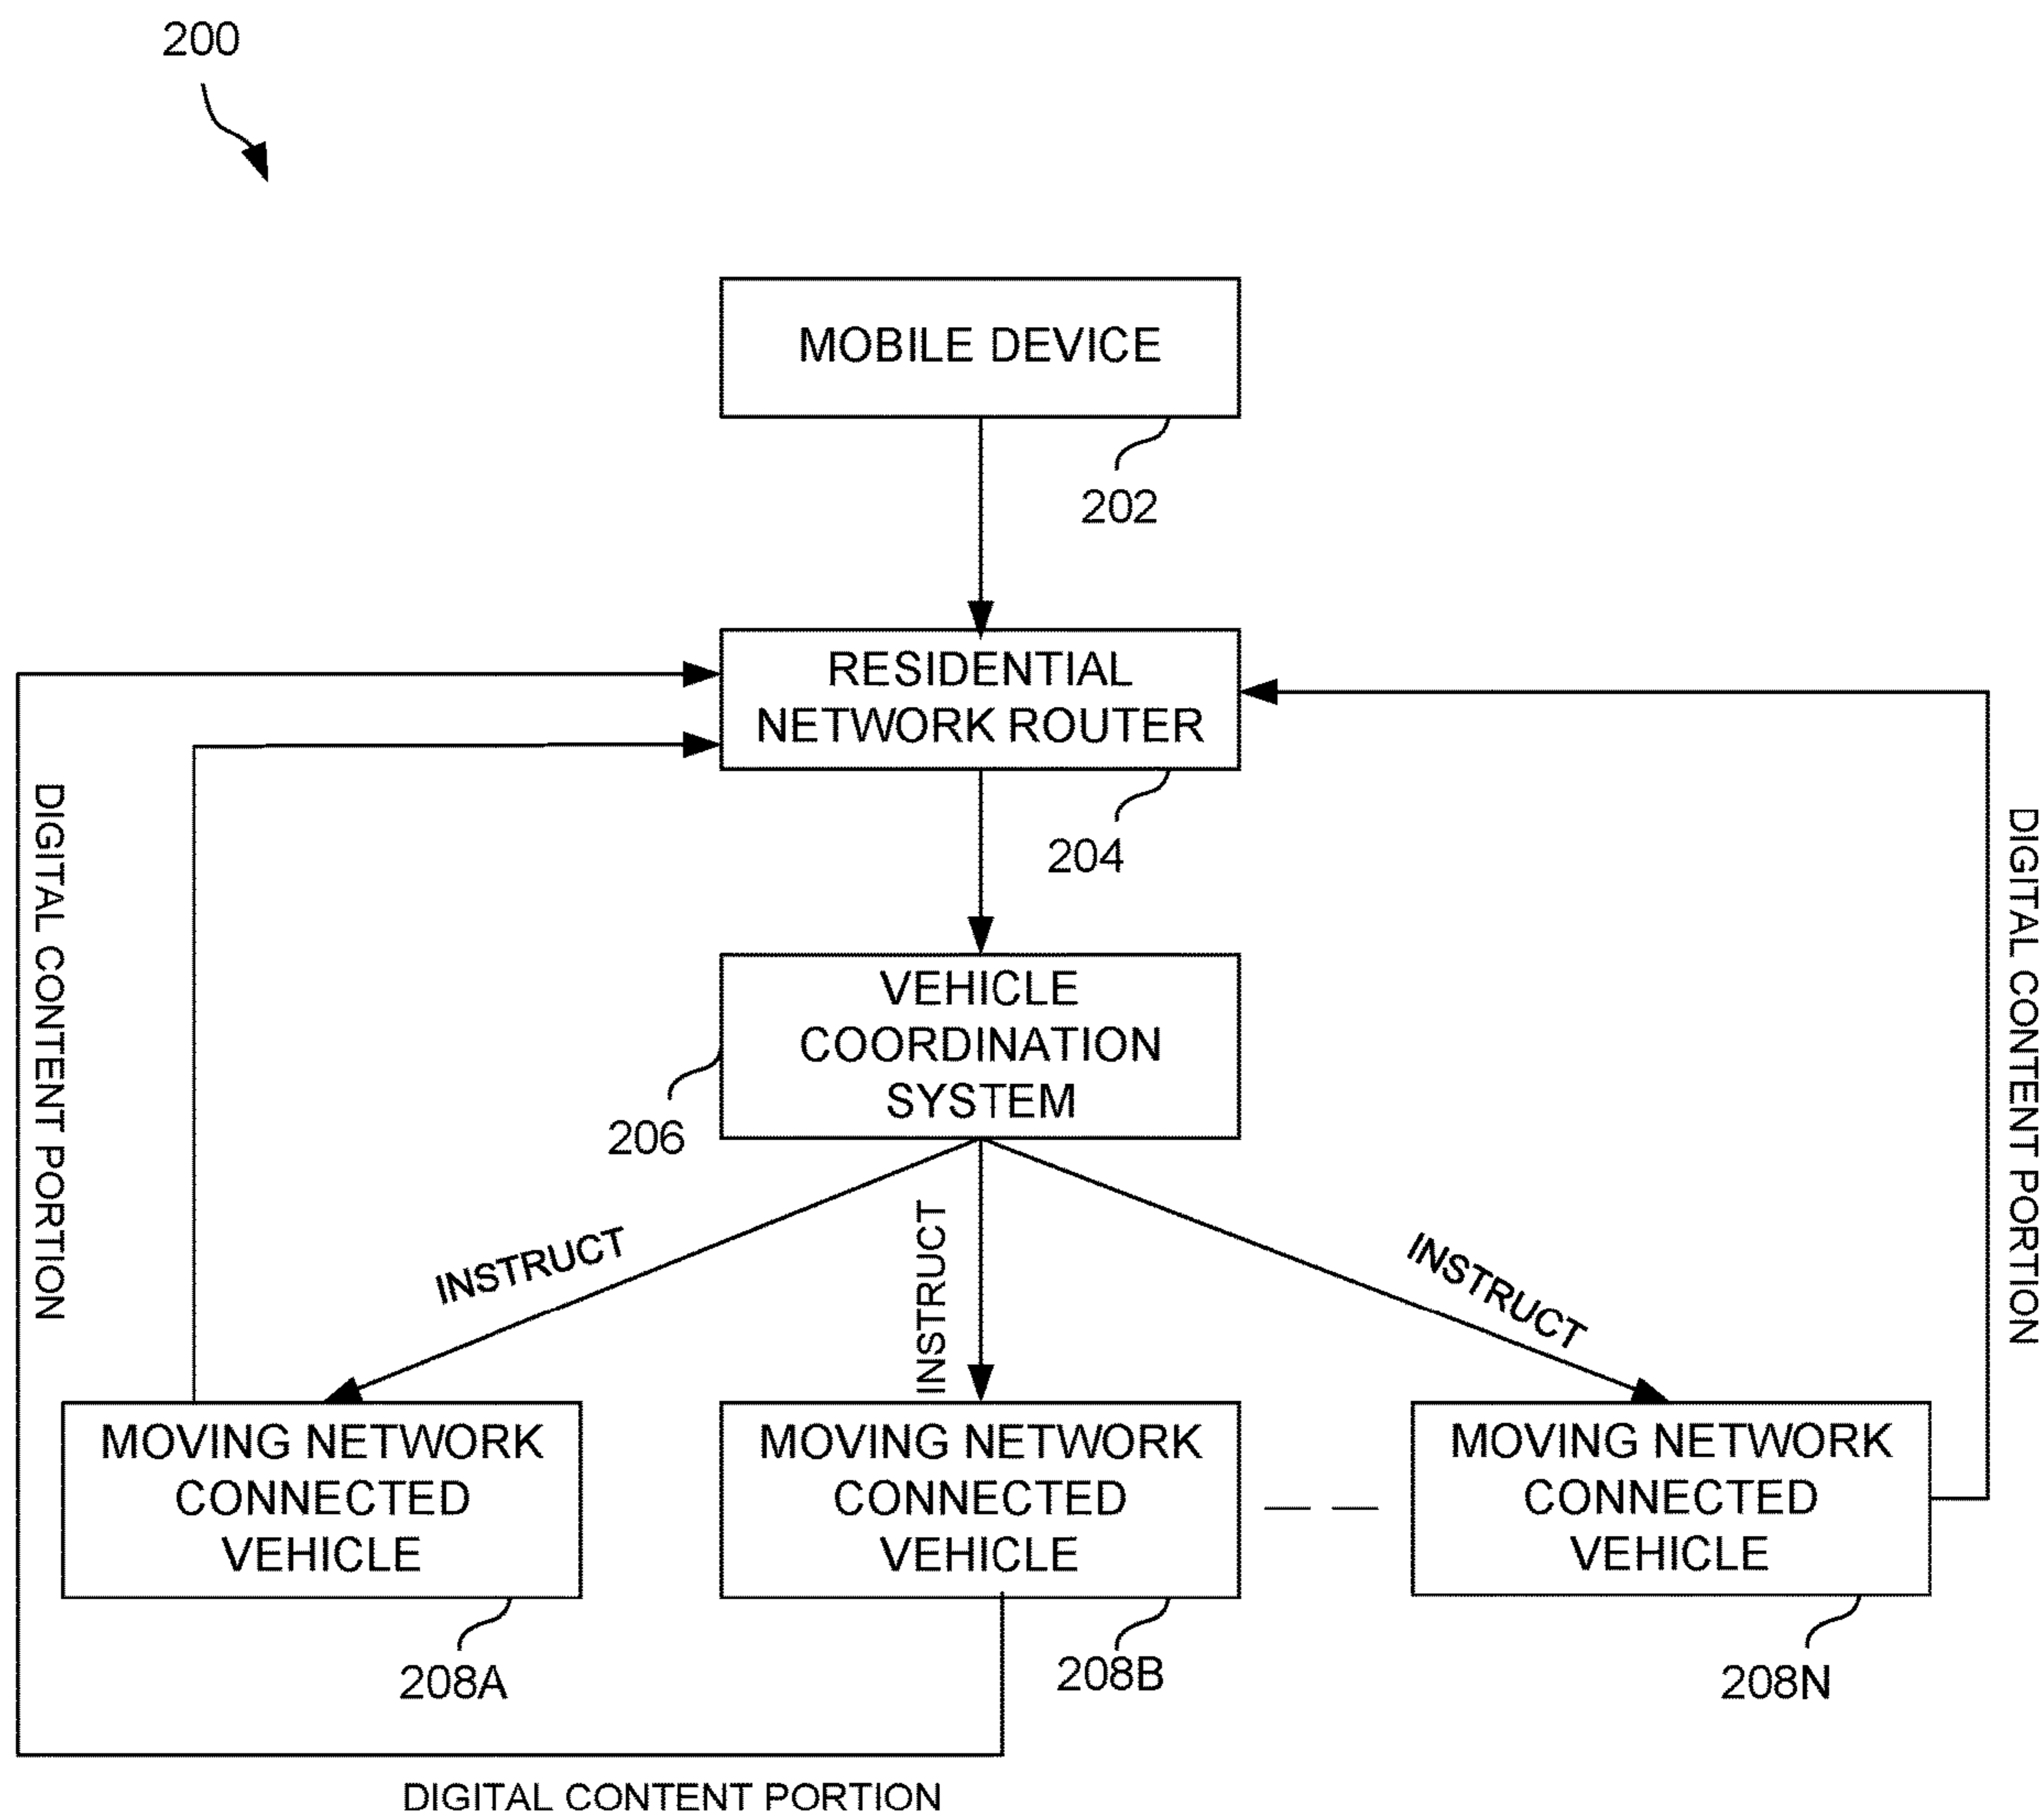 200
MOBILE DEVICE
202
RESIDENTIAL
NETWORK ROUTER
204
DIGITAL CONTENT PORTION
DIGITAL CONTENT PORTION
VEHICLE
COORDINATION
SYSTEM
206
INSTRUCT
INSTRUCT
INSTRUCT
MOVING NETWORK
CONNECTED
VEHICLE
208A
MOVING NETWORK
CONNECTED
VEHICLE
208B
MOVING NETWORK
CONNECTED
VEHICLE
208N
DIGITAL CONTENT PORTION